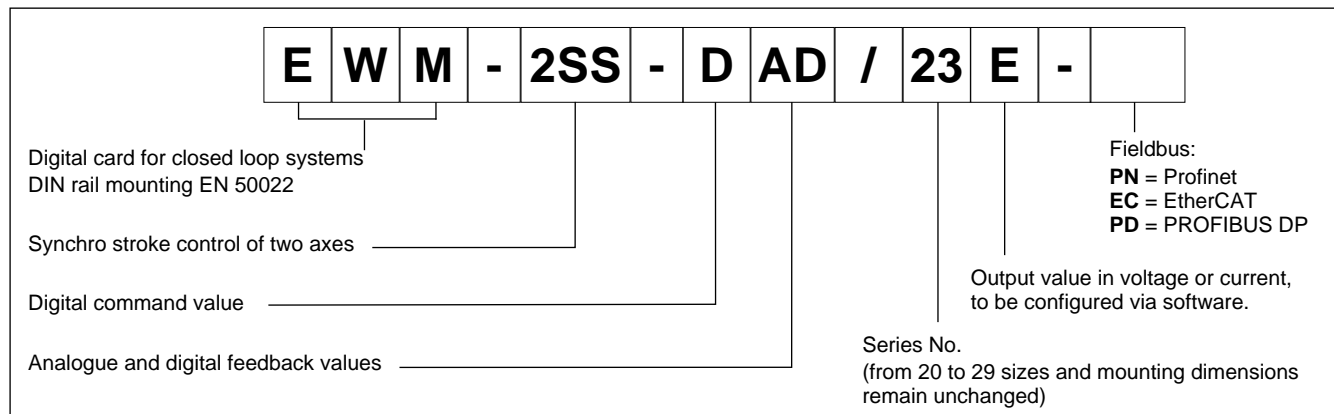 E W M - 2SS - D AD / 23 E -
Digital card for closed loop systems
DIN rail mounting EN 50022
Synchro stroke control of two axes
Digital command value
Analogue and digital feedback values
Fieldbus:
PN = Profinet
EC = EtherCAT
PD = PROFIBUS DP
Output value in voltage or current,
to be configured via software.
Series No.
(from 20 to 29 sizes and mounting dimensions
remain unchanged)